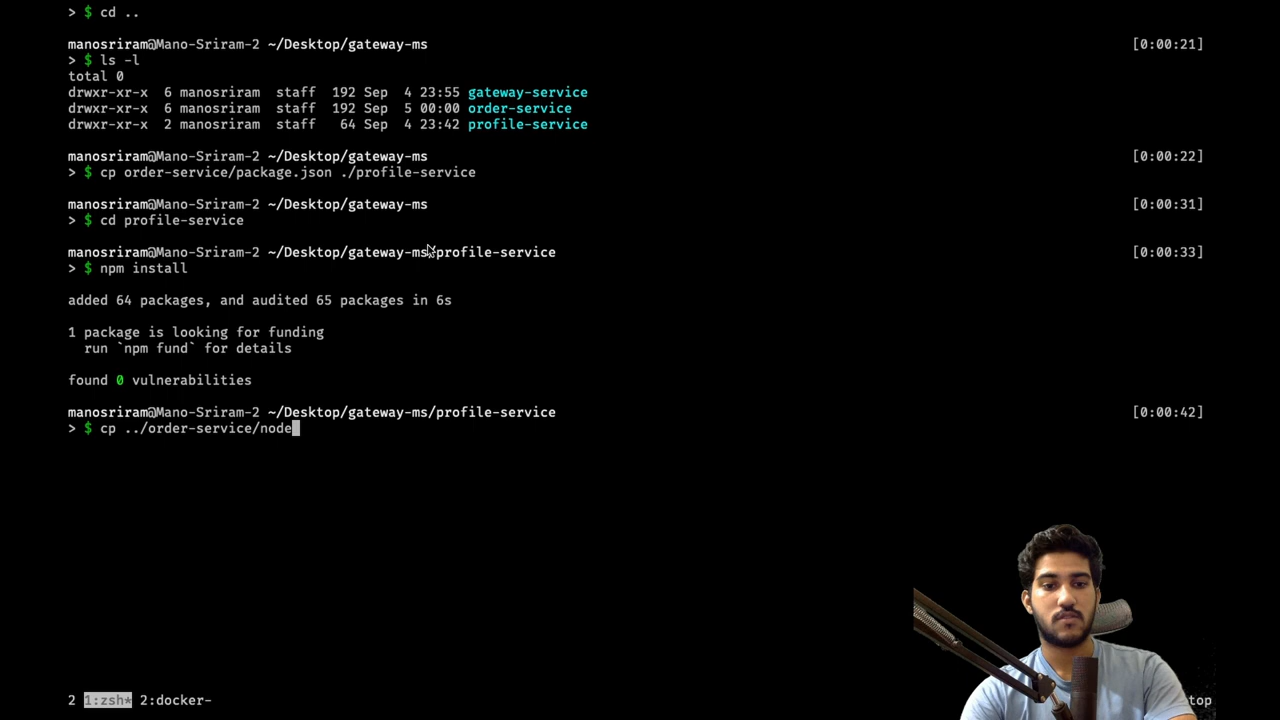 > $ cd ..
manosriram@Mano-Sriram-2 ~/Desktop/gateway-ms [0:00:21]
> $ ls -l
total 0
drwxr-xr-x  6 manosriram  staff  192 Sep  4 23:55 gateway-service
drwxr-xr-x  6 manosriram  staff  192 Sep  5 00:00 order-service
drwxr-xr-x  2 manosriram  staff   64 Sep  4 23:42 profile-service
manosriram@Mano-Sriram-2 ~/Desktop/gateway-ms [0:00:22]
> $ cp order-service/package.json ./profile-service
manosriram@Mano-Sriram-2 ~/Desktop/gateway-ms [0:00:31]
> $ cd profile-service
manosriram@Mano-Sriram-2 ~/Desktop/gateway-ms/profile-service [0:00:33]
> $ npm install
added 64 packages, and audited 65 packages in 6s
1 package is looking for funding
  run `npm fund` for details
found 0 vulnerabilities
manosriram@Mano-Sriram-2 ~/Desktop/gateway-ms/profile-service [0:00:42]
> $ cp ../order-service/node
2 1:zsh* 2:docker- top